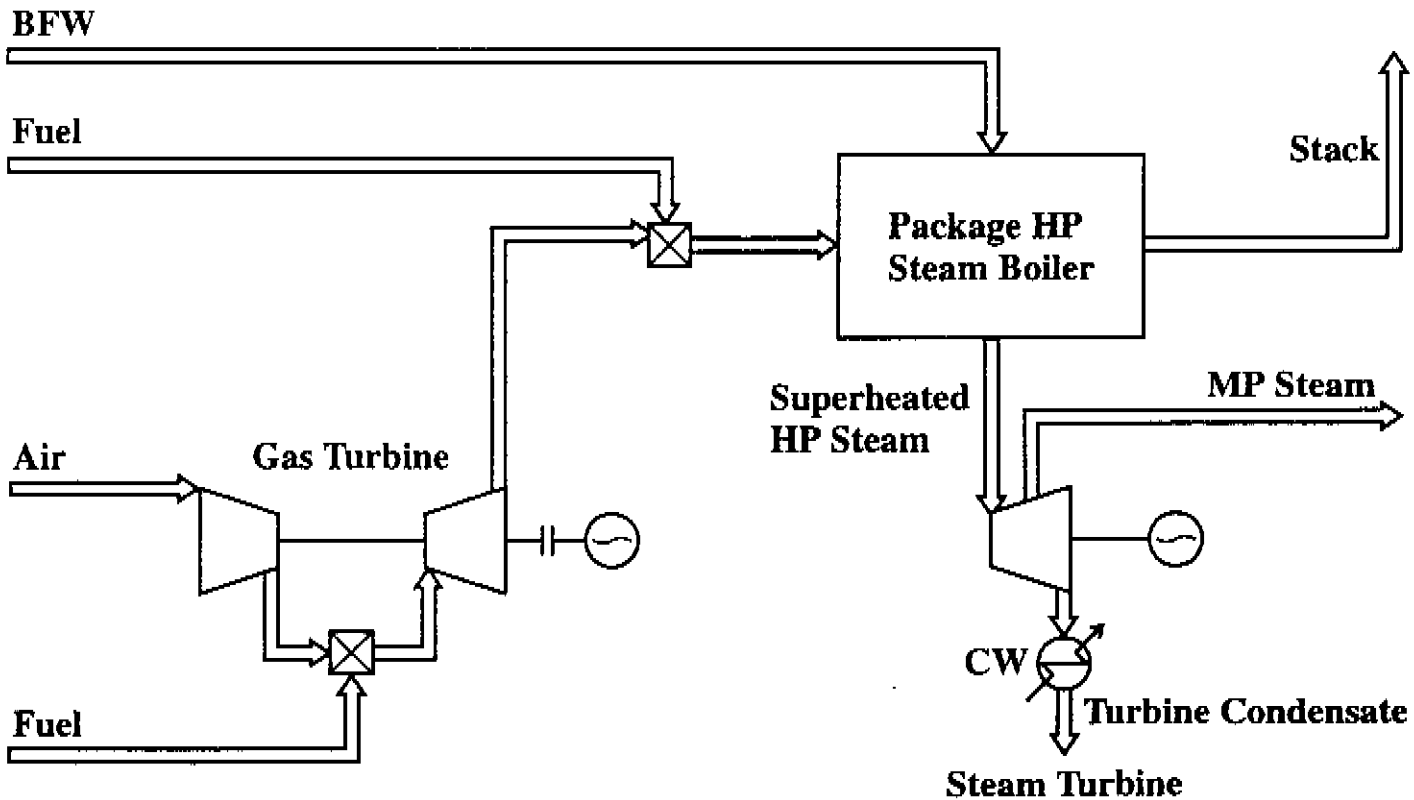 BFW
Fuel
Stack
Package HP
Steam Boiler
MP Steam
Superheated
HP Steam
Air
Gas Turbine
CW
Fuel
Turbine Condensate
Steam Turbine